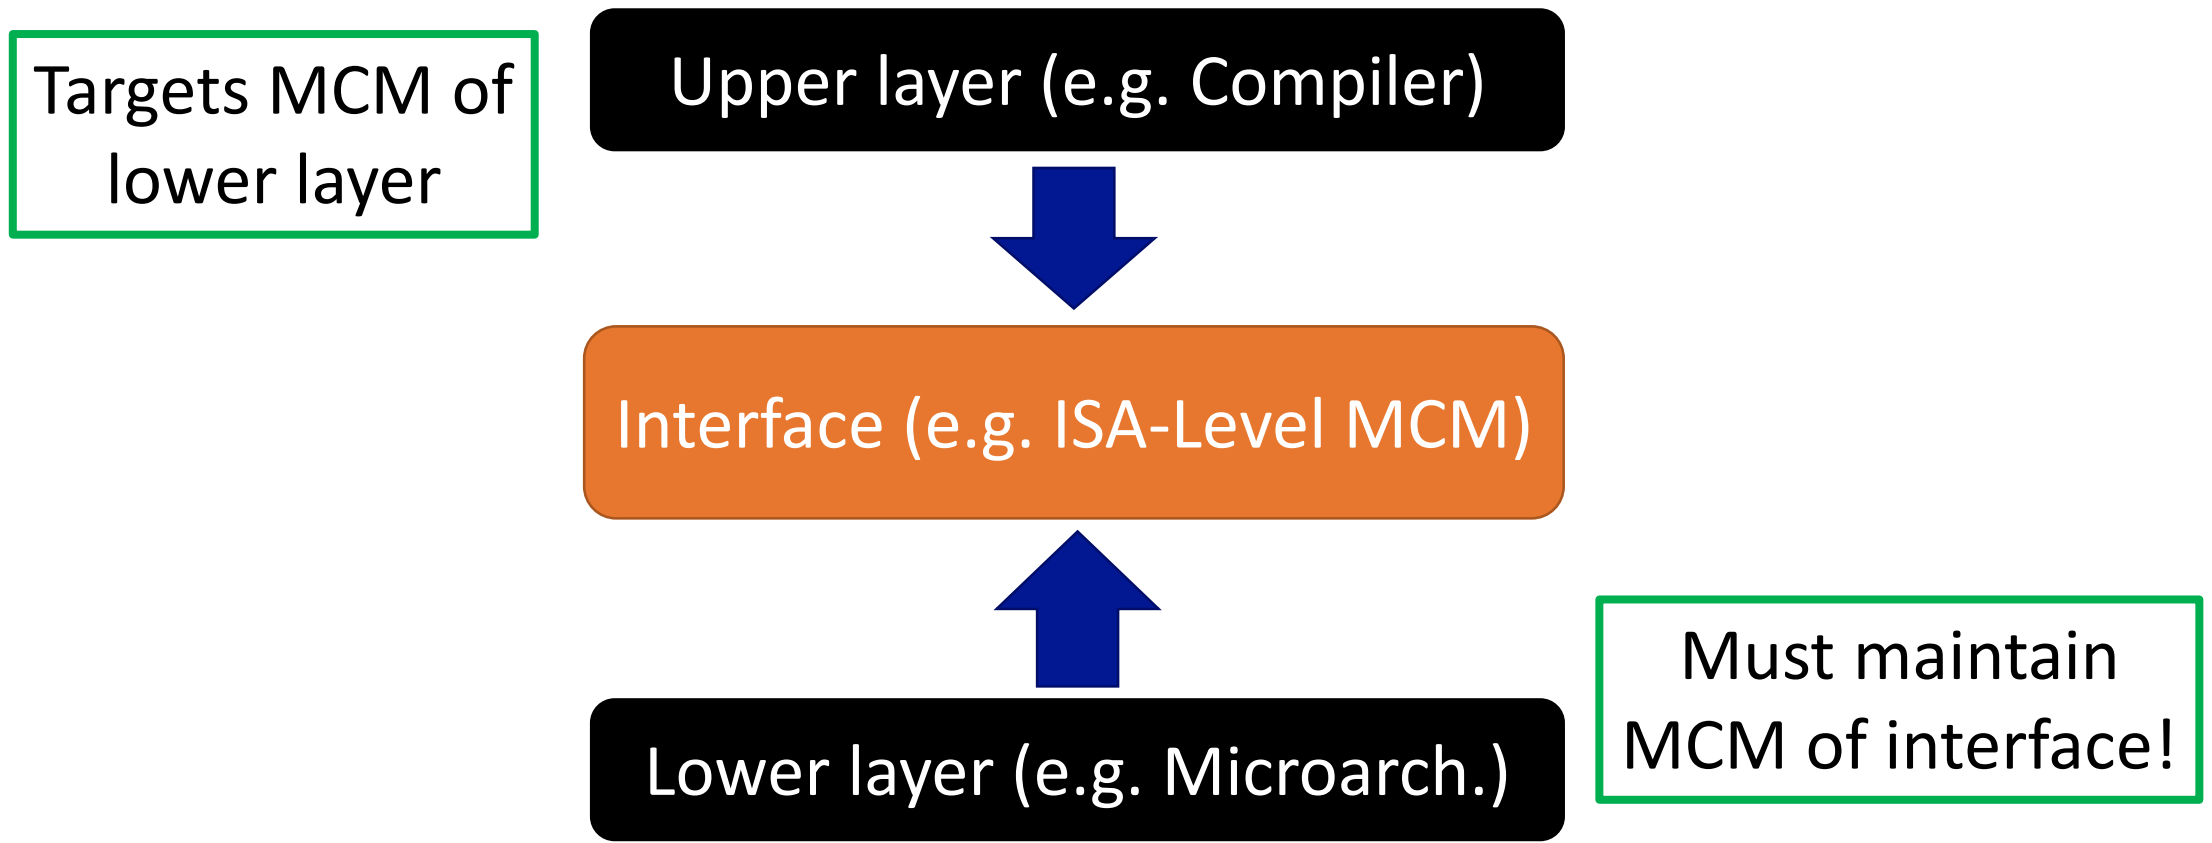 Targets MCM of
lower layer
Upper layer (e.g. Compiler)
Interface (e.g. ISA-Level MCM)
Must maintain
MCM of interface!
Lower layer (e.g. Microarch.)